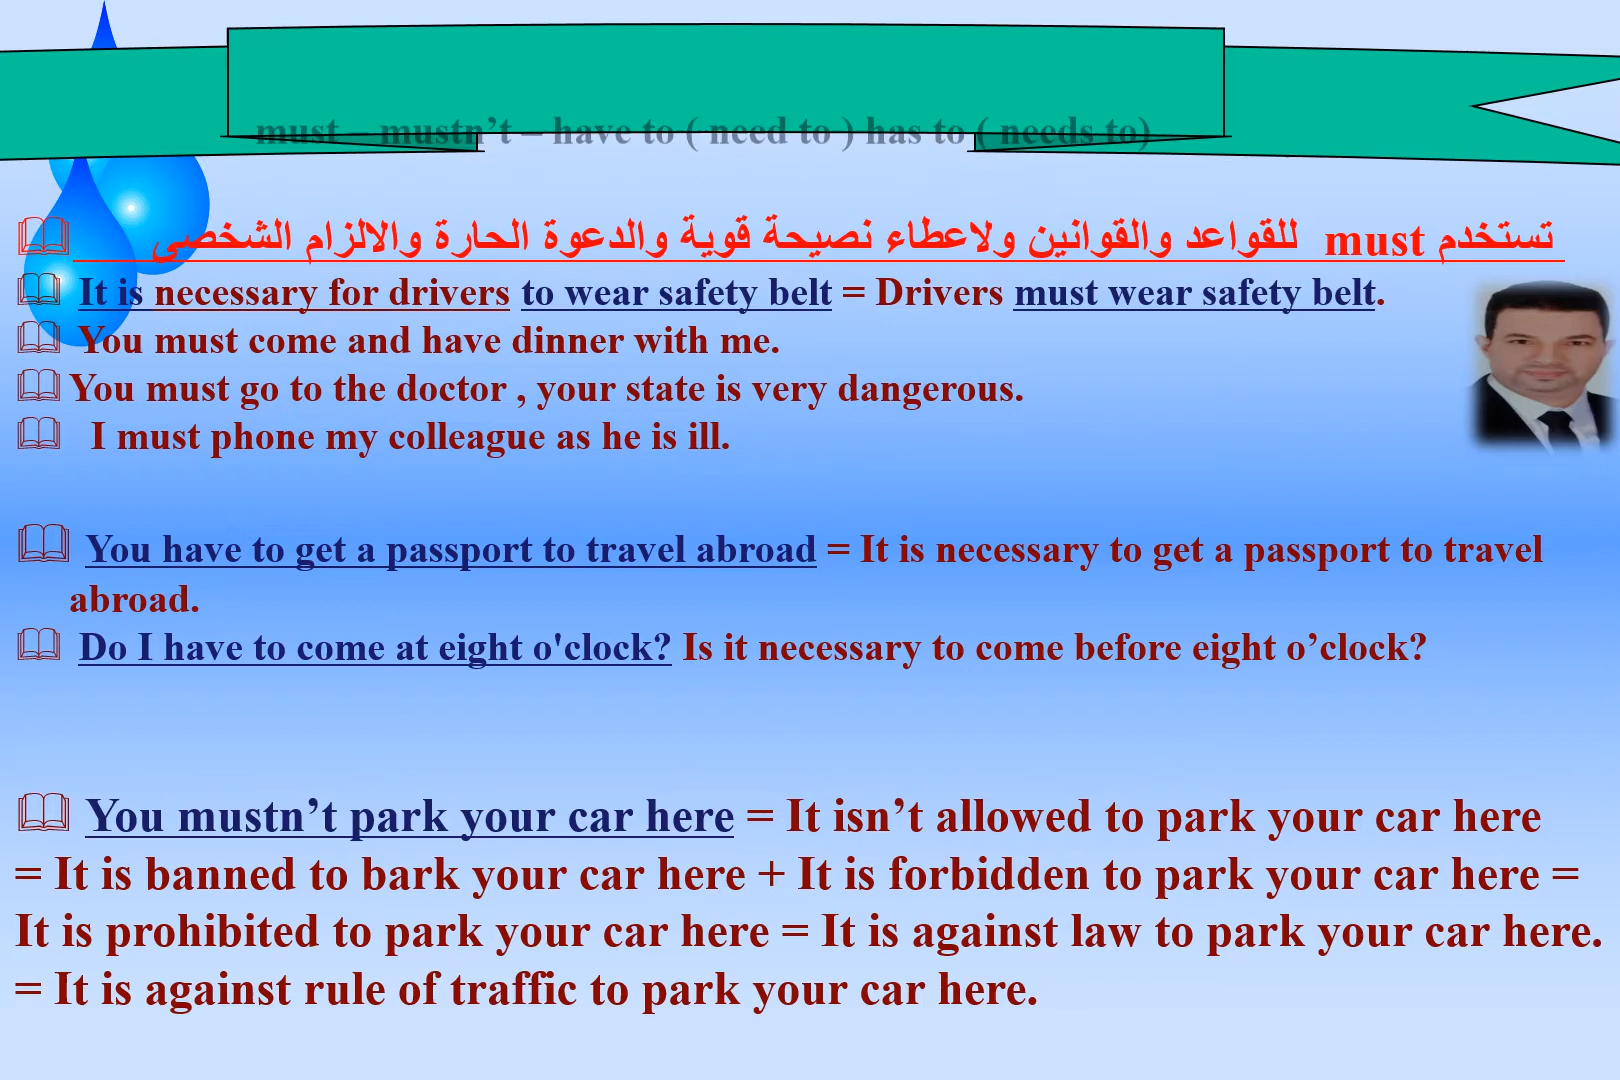 must – mustn’t – have to ( need to ) has to ( needs to)
تستخدم must للقواعد والقوانين ولاعطاء نصيحة قوية والدعوة الحارة والالزام الشخصى
It is necessary for drivers to wear safety belt = Drivers must wear safety belt.
You must come and have dinner with me.
You must go to the doctor , your state is very dangerous.
I must phone my colleague as he is ill.
You have to get a passport to travel abroad = It is necessary to get a passport to travel
abroad.
Do I have to come at eight o'clock? Is it necessary to come before eight o’clock?
You mustn’t park your car here = It isn’t allowed to park your car here
= It is banned to bark your car here + It is forbidden to park your car here =
It is prohibited to park your car here = It is against law to park your car here.
= It is against rule of traffic to park your car here.